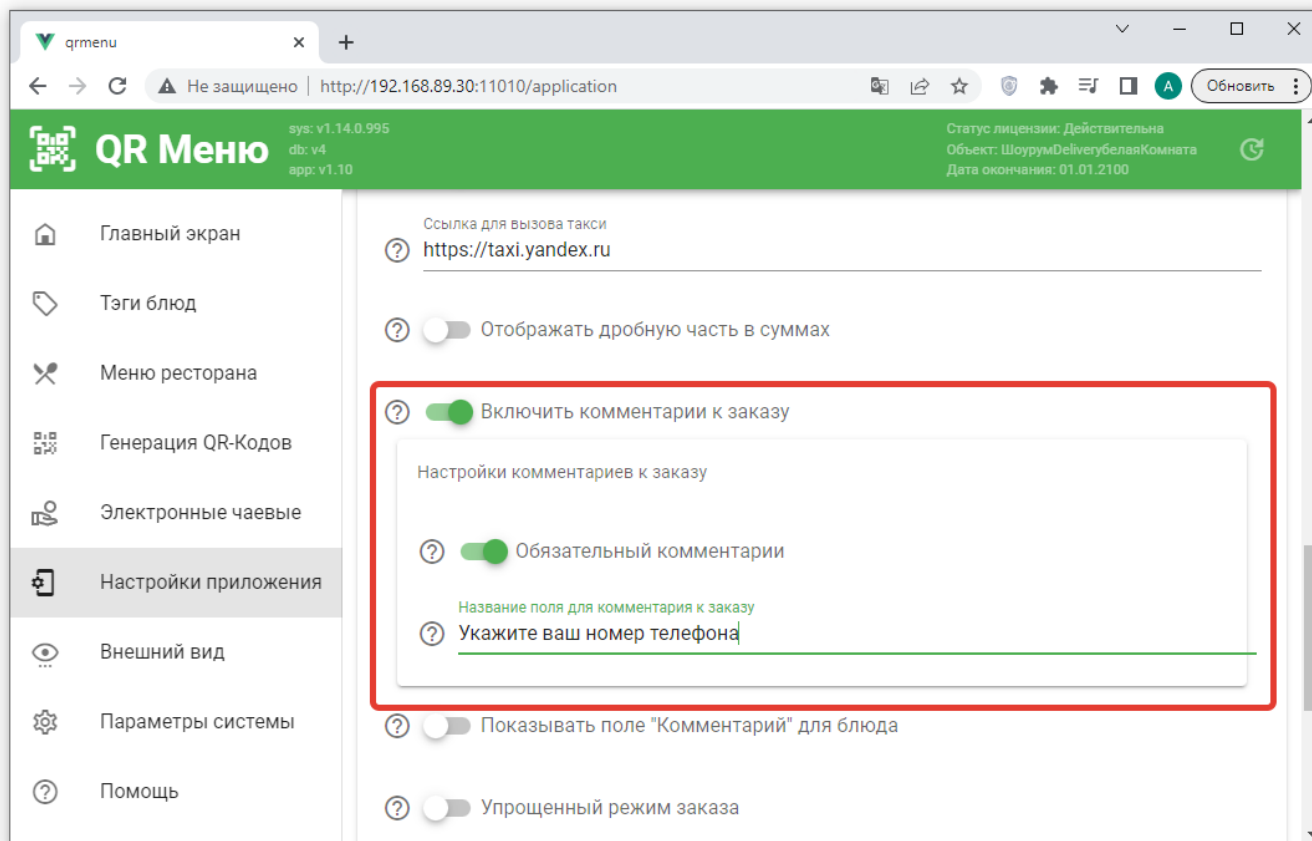 qrmenu
Не защищено
http://192.168.89.30:11010/application
A
Обновить
QR Меню
sys: v1.14.0.995
db: v4
app: v1.10
Статус лицензии: Действительна
Объект: ШоурумDeliveryбелаяКомната
Дата окончания: 01.01.2100
Главный экран
Тэги блюд
Меню ресторана
Генерация QR-Кодов
Электронные чаевые
Настройки приложения
Внешний вид
Параметры системы
Помощь
Ссылка для вызова такси
https://taxi.yandex.ru
Отображать дробную часть в суммах
Включить комментарии к заказу
Настройки комментариев к заказу
Обязательный комментарии
Название поля для комментария к заказу
Укажите ваш номер телефона
Показывать поле "Комментарий" для блюда
Упрощенный режим заказа